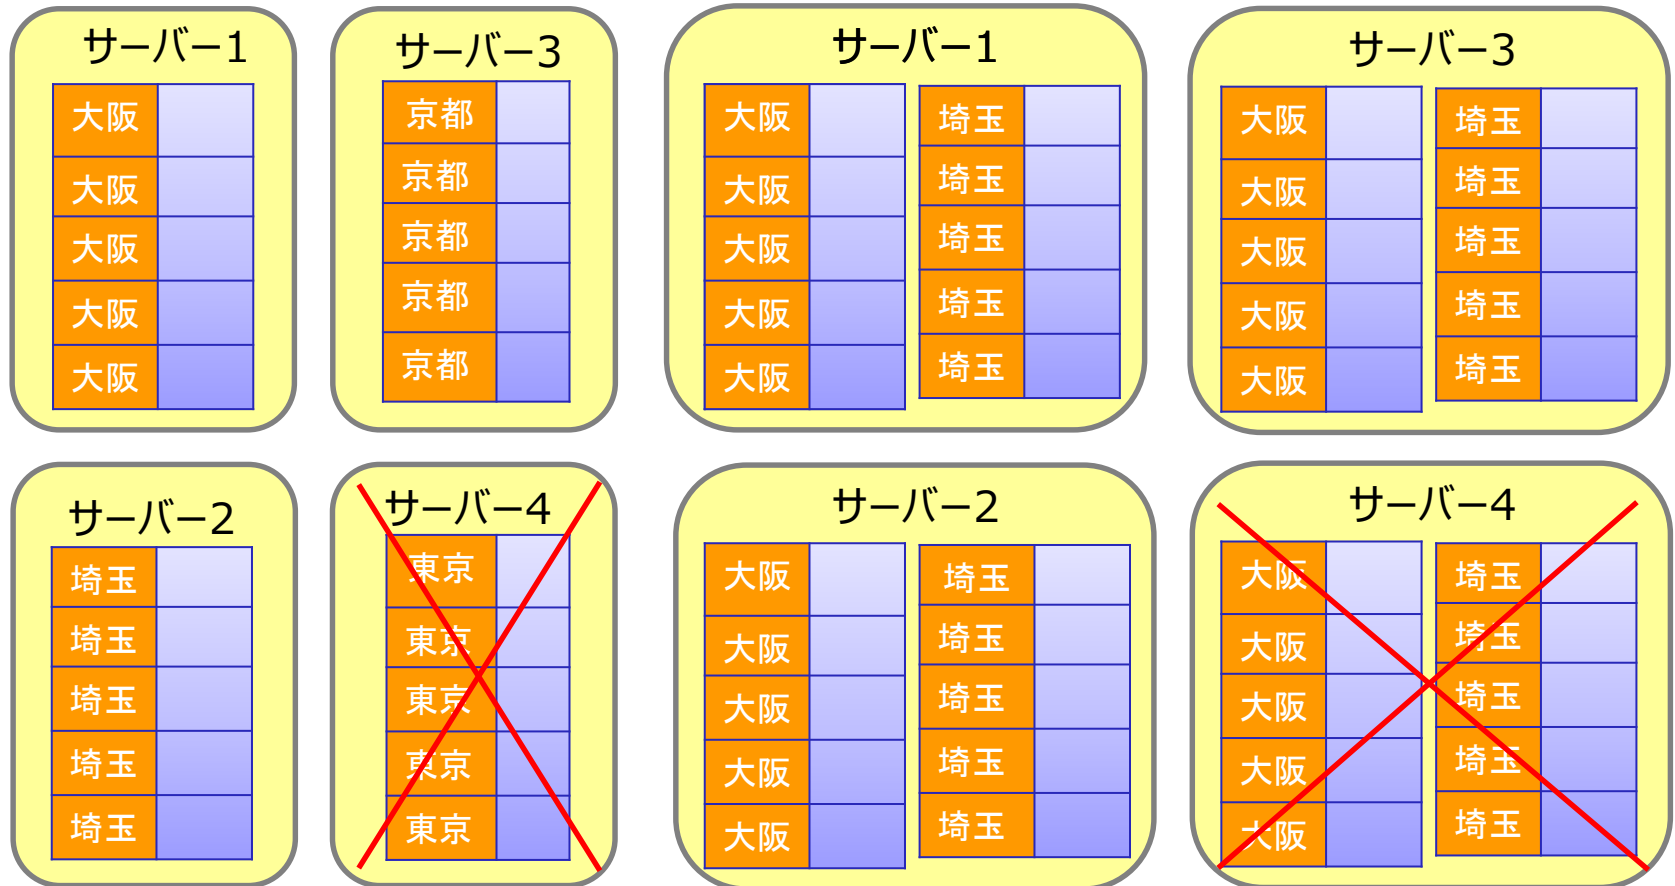 サーバー1
大阪
大阪
大阪
大阪
大阪
サーバー3
京都
京都
京都
京都
京都
サーバー1
大阪 埼玉
大阪 埼玉
大阪 埼玉
大阪 埼玉
大阪 埼玉
サーバー3
大阪 埼玉
大阪 埼玉
大阪 埼玉
大阪 埼玉
大阪 埼玉
サーバー2
埼玉
埼玉
埼玉
埼玉
埼玉
サーバー4
東京
東京
東京
東京
東京
サーバー2
大阪 埼玉
大阪 埼玉
大阪 埼玉
大阪 埼玉
大阪 埼玉
サーバー4
大阪 埼玉
大阪 埼玉
大阪 埼玉
大阪 埼玉
大阪 埼玉